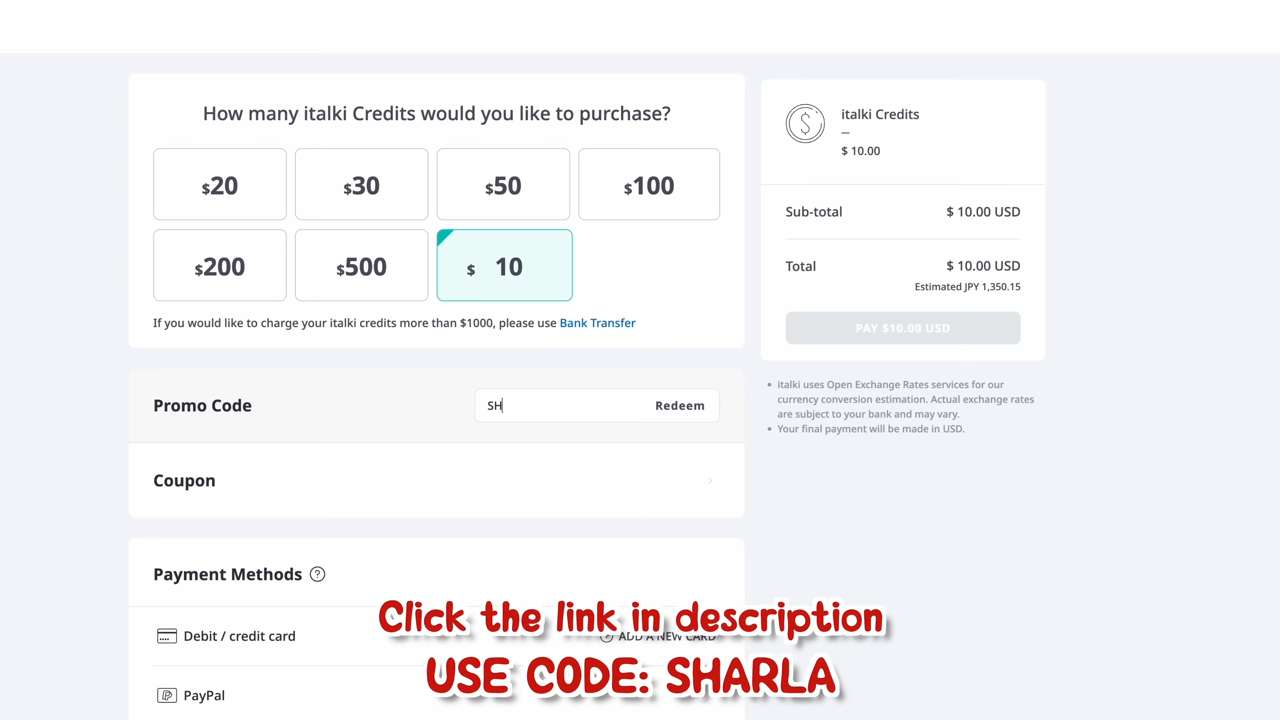 How many italki Credits would you like to purchase?
$20
$30
$50
$100
$200
$500
$ 10
If you would like to charge your italki credits more than $1000, please use Bank Transfer
Promo Code
SH
Redeem
Coupon
Payment Methods ?
Debit / credit card
ADD A NEW CARD
PayPal
italki Credits
—
$ 10.00
Sub-total
$ 10.00 USD
Total
$ 10.00 USD
Estimated JPY 1,350.15
PAY $10.00 USD
• italki uses Open Exchange Rates services for our
currency conversion estimation. Actual exchange rates
are subject to your bank and may vary.
• Your final payment will be made in USD.
Click the link in description
USE CODE: SHARLA